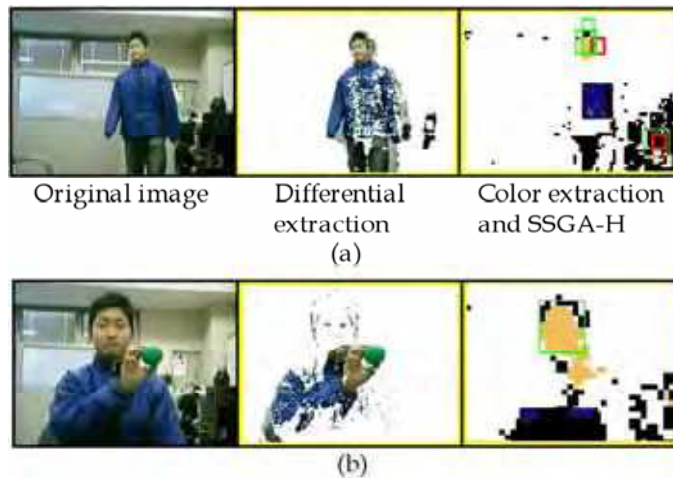 Original image
Differential
extraction
Color extraction
and SSGA-H
(a)
(b)